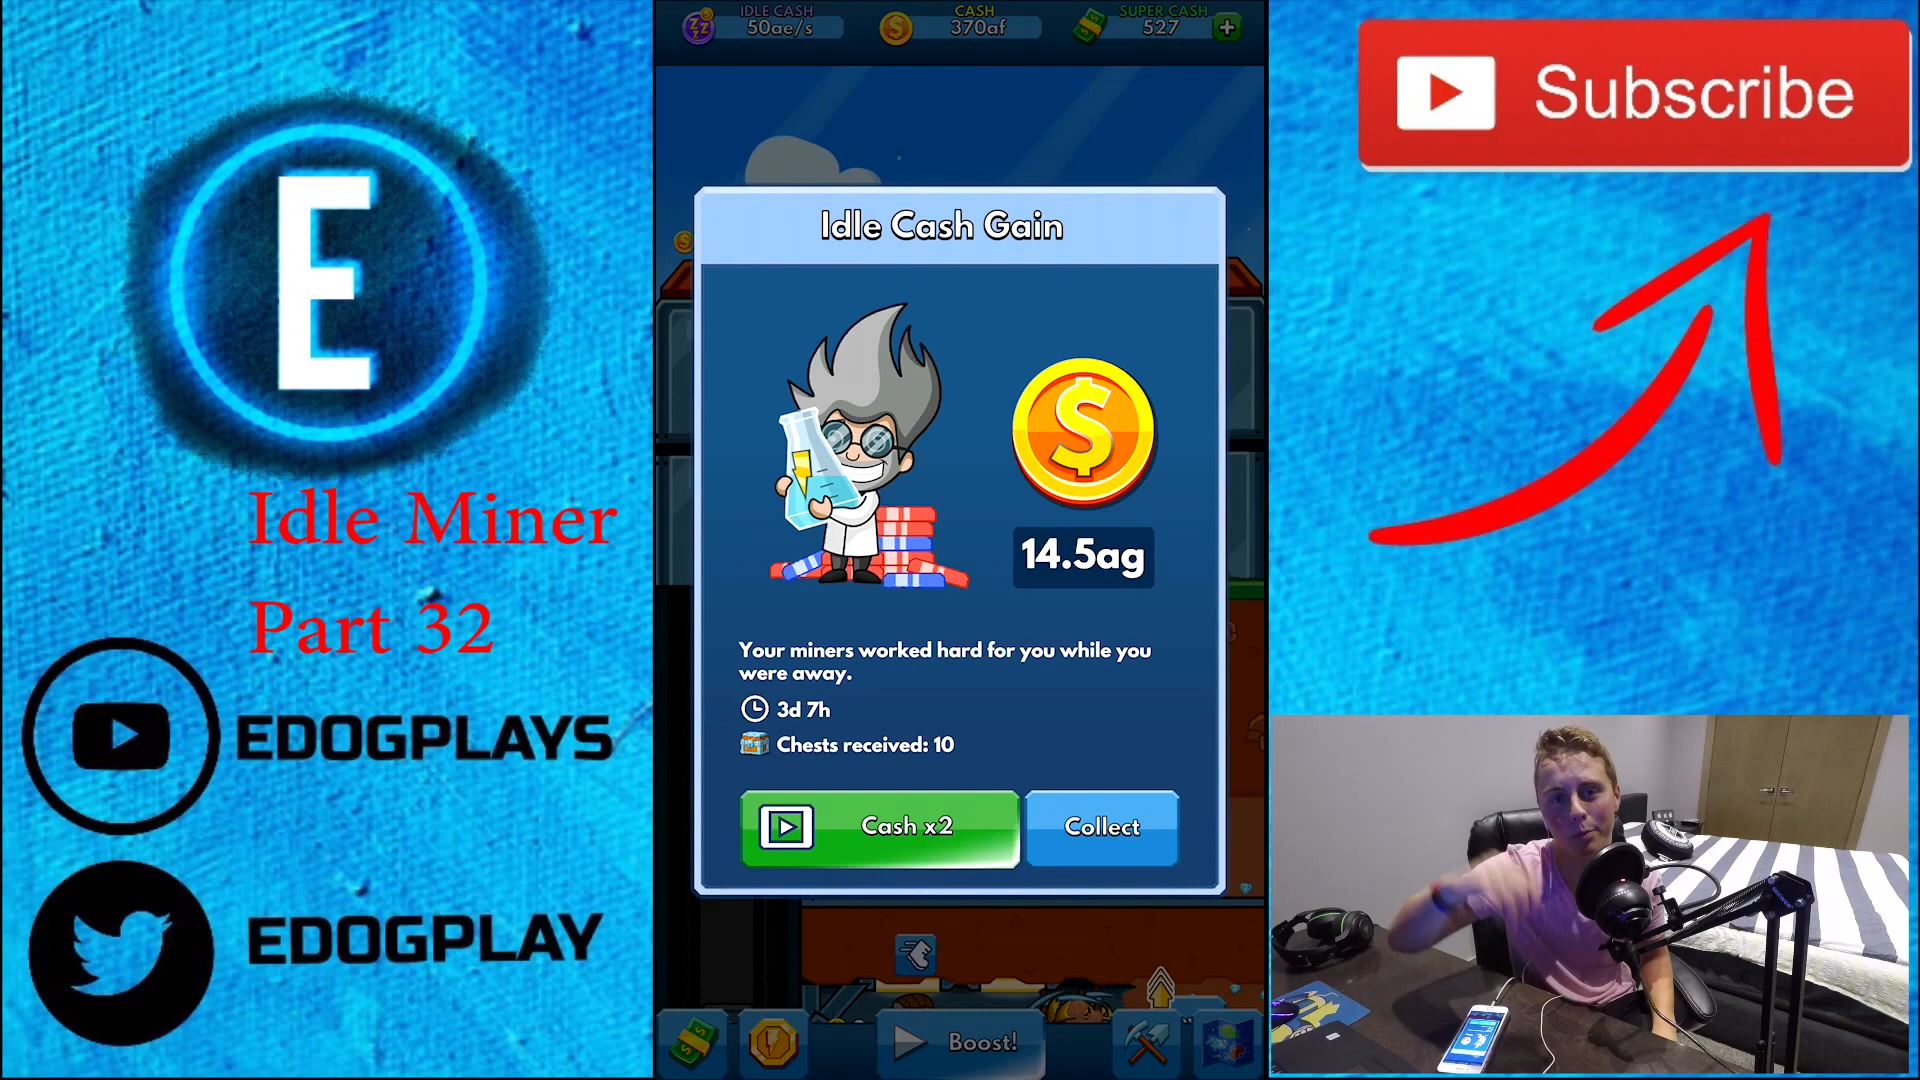 IDLE CASH
50ae/s
CASH
370af
SUPER CASH
527
Subscribe
Idle Cash Gain
E
$
14.5ag
Idle Miner
Part 32
Your miners worked hard for you while you
were away.
3d 7h
Chests received: 10
Cash x2
Collect
EDOGPLAYS
EDOGPLAY
Boost!